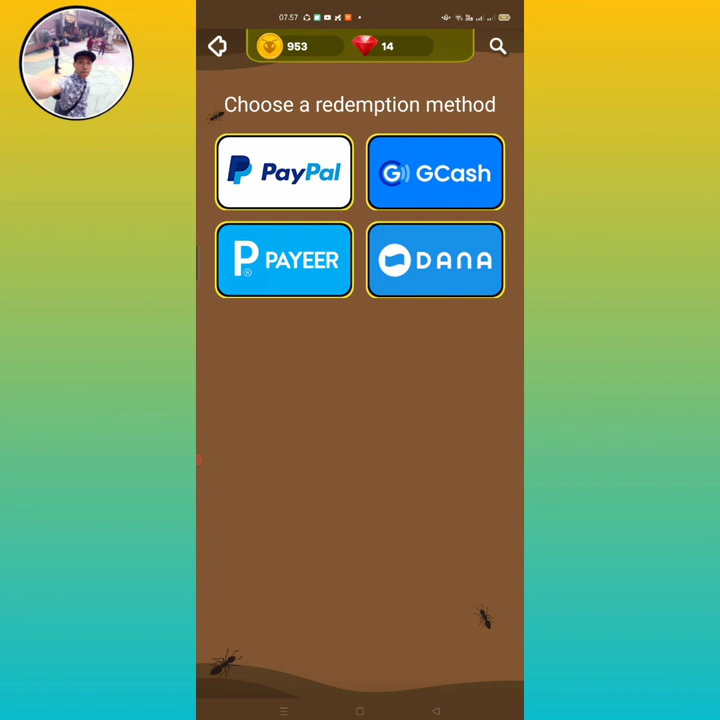 07.57
953
14
Choose a redemption method
PayPal
GCash
PAYEER
DANA